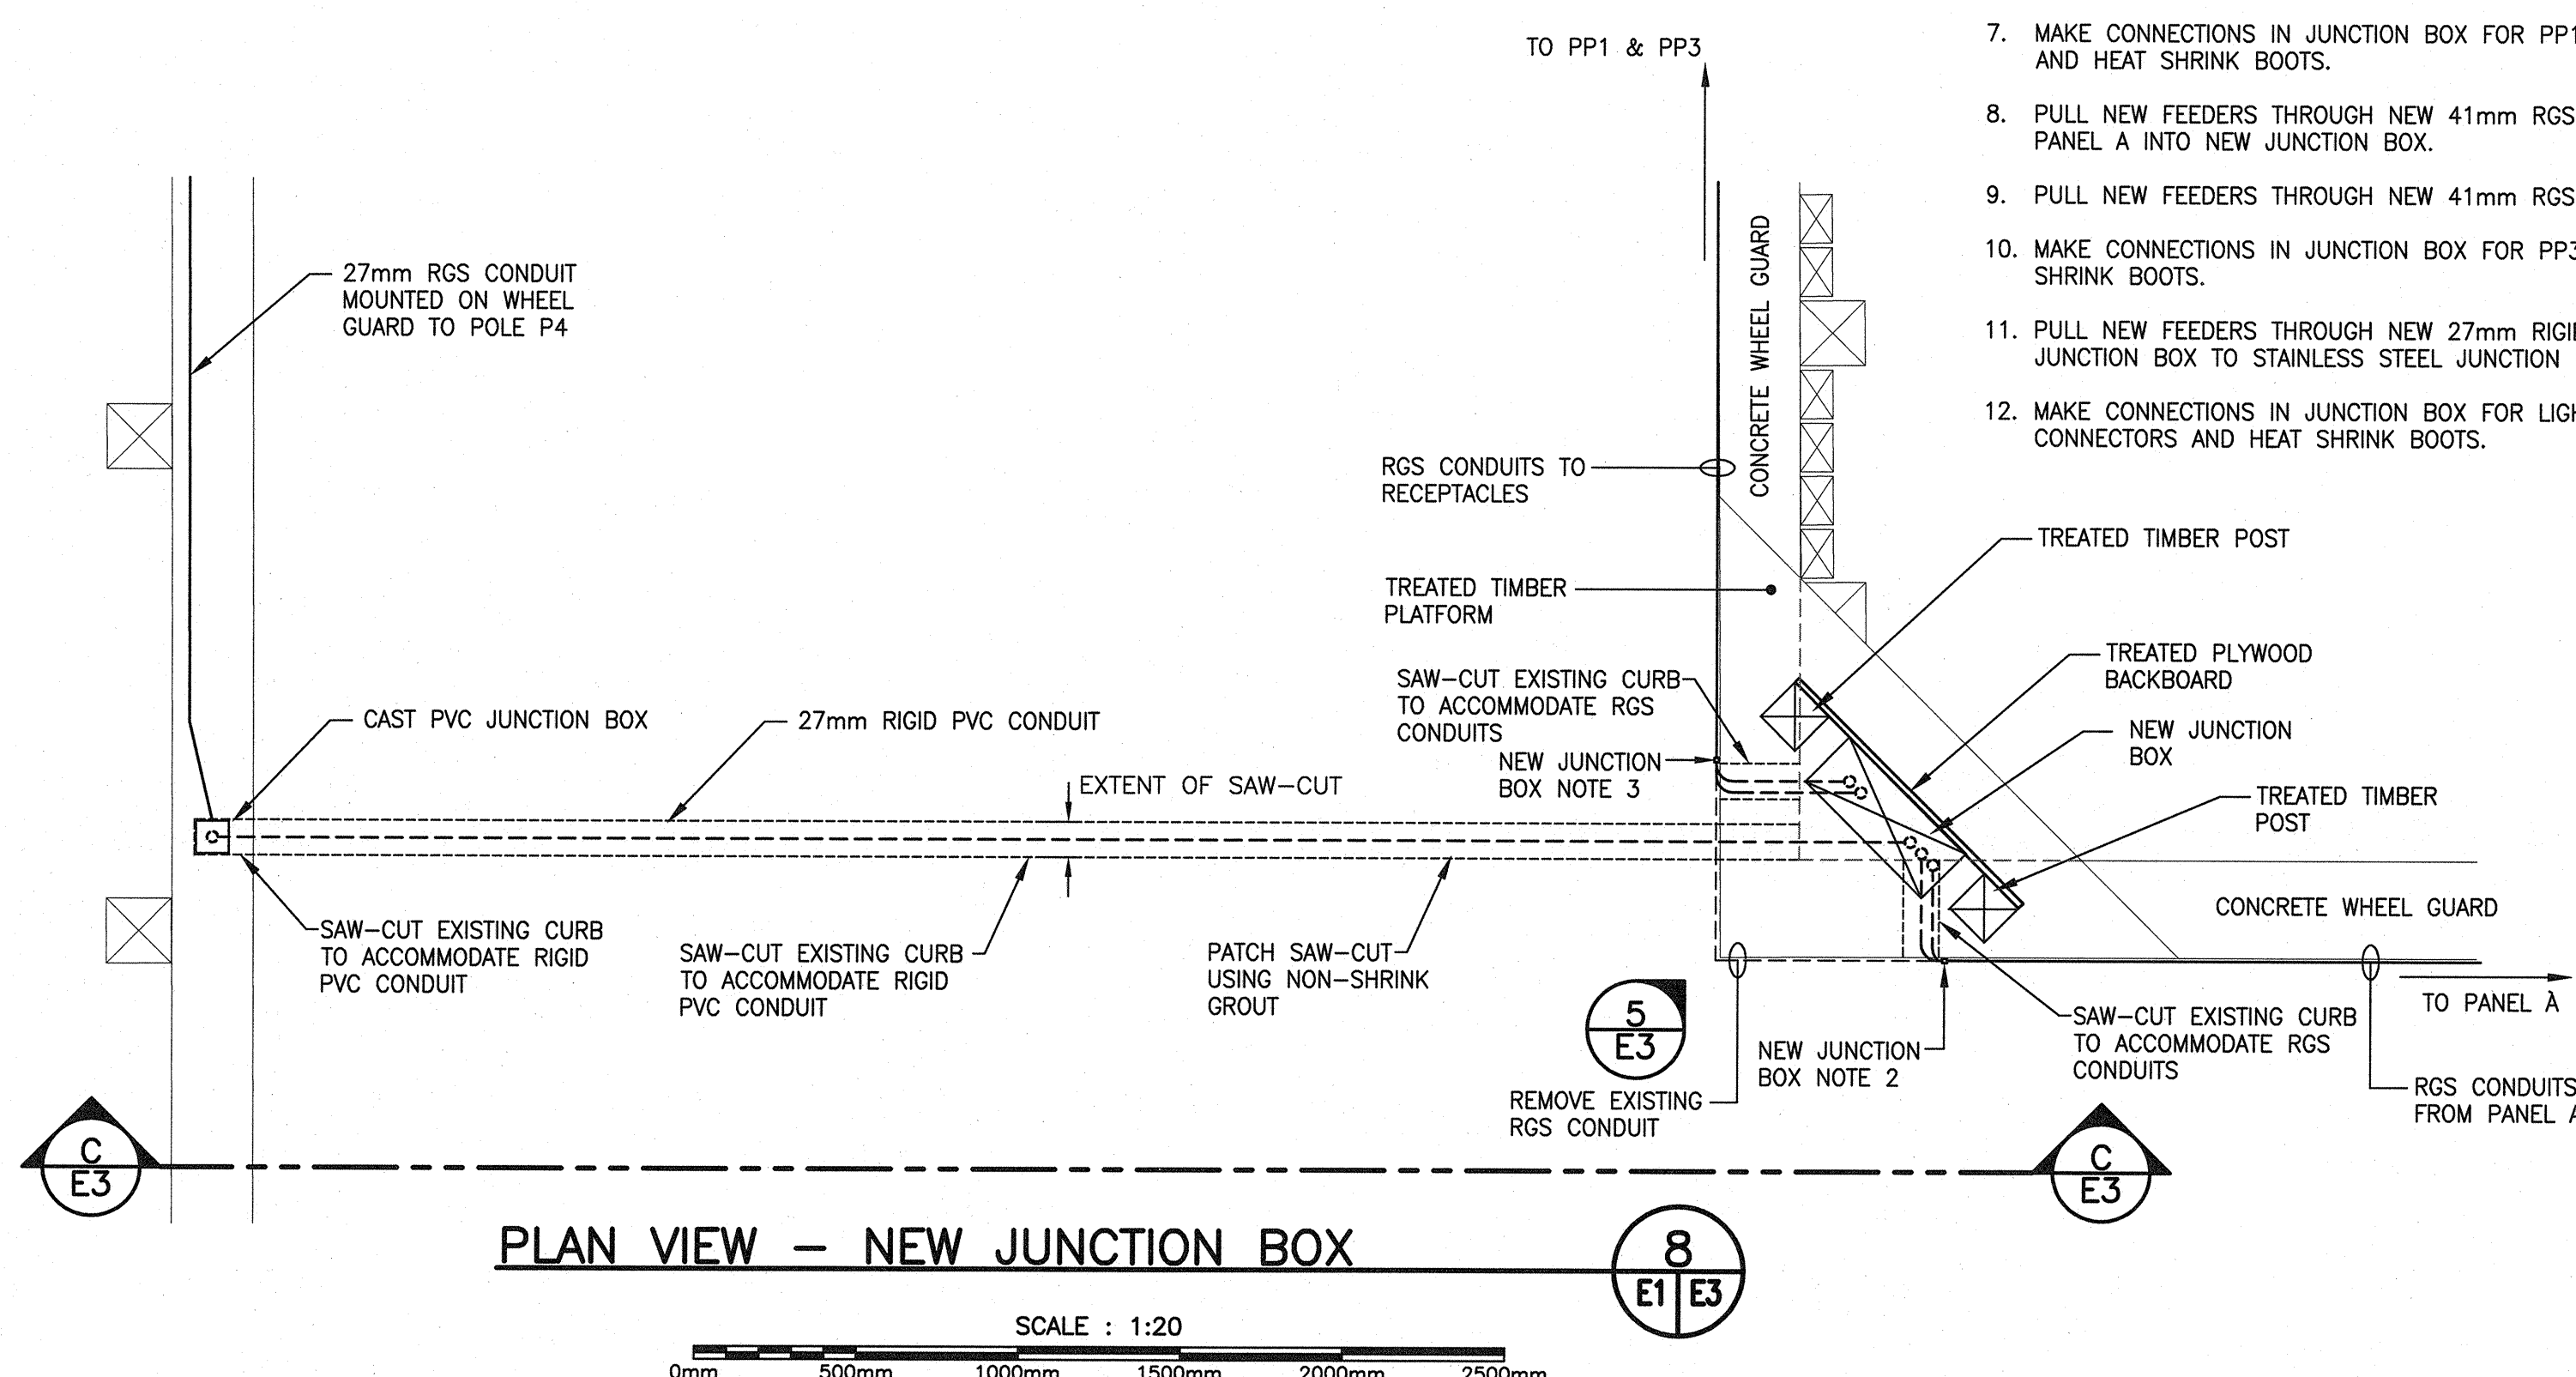 TO PP1 & PP3
7. MAKE CONNECTIONS IN JUNCTION BOX FOR PP1
AND HEAT SHRINK BOOTS.
8. PULL NEW FEEDERS THROUGH NEW 41mm RGS
PANEL A INTO NEW JUNCTION BOX.
9. PULL NEW FEEDERS THROUGH NEW 41mm RGS
10. MAKE CONNECTIONS IN JUNCTION BOX FOR PP3
SHRINK BOOTS.
11. PULL NEW FEEDERS THROUGH NEW 27mm
JUNCTION BOX TO STAINLESS STEEL JUNCTION
12. MAKE CONNECTIONS IN JUNCTION BOX FOR
CONNECTORS AND HEAT SHRINK BOOTS.
27mm RGS CONDUIT
MOUNTED ON WHEEL
GUARD TO POLE P4
CONCRETE WHEEL GUARD
RGS CONDUITS TO
RECEPTACLES
TREATED TIMBER POST
TREATED TIMBER
PLATFORM
TREATED PLYWOOD
BACKBOARD
SAW-CUT EXISTING CURB
TO ACCOMMODATE RGS
CONDUITS
CAST PVC JUNCTION BOX
27mm RIGID PVC CONDUIT
NEW JUNCTION
BOX
NEW JUNCTION
BOX NOTE 3
EXTENT OF SAW-CUT
TREATED TIMBER
POST
CONCRETE WHEEL GUARD
SAW-CUT EXISTING CURB
TO ACCOMMODATE RIGID
PVC CONDUIT
SAW-CUT EXISTING CURB
TO ACCOMMODATE RIGID
PVC CONDUIT
PATCH SAW-CUT
USING NON-SHRINK
GROUT
5
E3
TO PANEL A
SAW-CUT EXISTING CURB
TO ACCOMMODATE RGS
CONDUITS
NEW JUNCTION
BOX NOTE 2
REMOVE EXISTING
RGS CONDUIT
RGS CONDUITS
FROM PANEL A
C
E3
C
E3
PLAN VIEW - NEW JUNCTION BOX
8
E1 E3
SCALE : 1:20
0mm 500mm 1000mm 1500mm 2000mm 2500mm